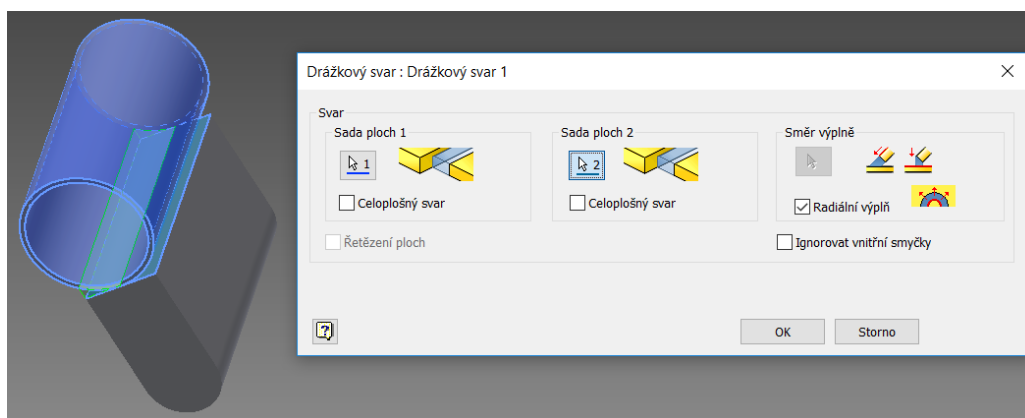 Drážkový svar : Drážkový svar 1
Svar
Sada ploch 1
Sada ploch 2
Směr výplně
1
2
Celoplošný svar
Celoplošný svar
Radiální výplň
Řetězení ploch
Ignorovat vnitřní smyčky
?
OK
Storno